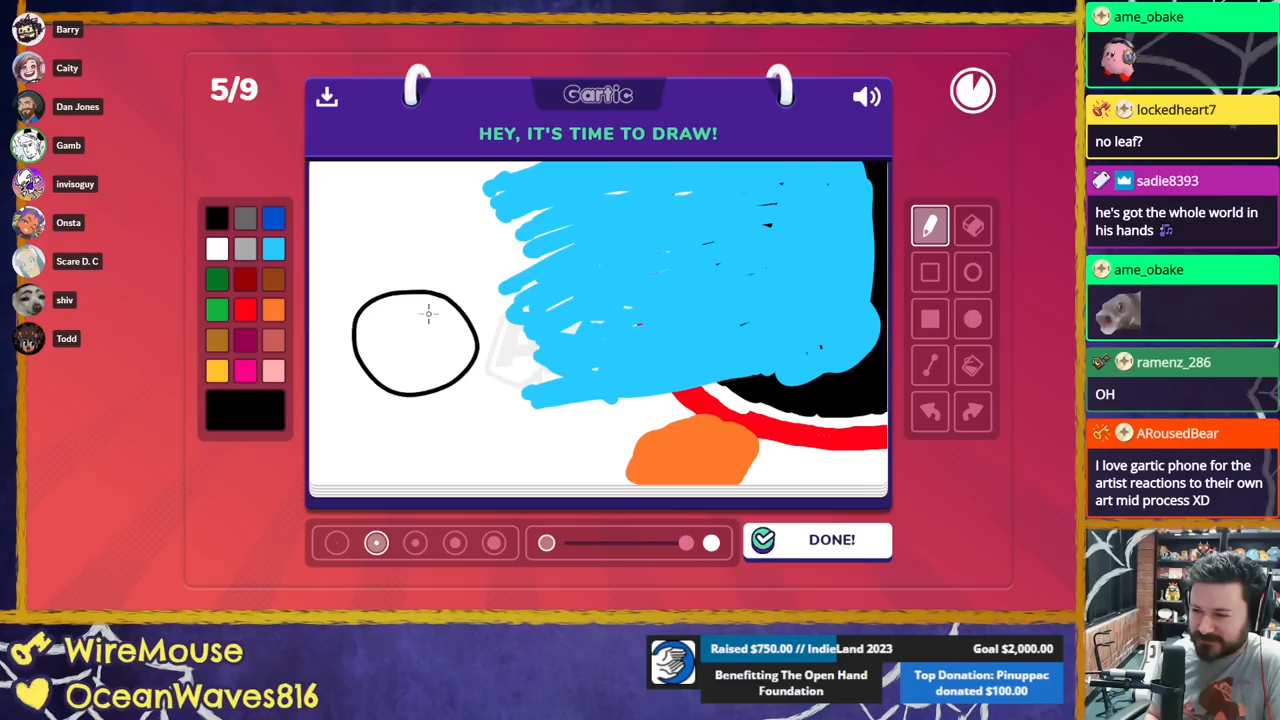 Barry
Caity
Dan Jones
Gamb
invisoguy
Onsta
Scare D. C
shiv
Todd
5/9
Gartic
HEY, IT'S TIME TO DRAW!
DONE!
ame_obake
lockedheart7
no leaf?
sadie8393
he's got the whole world in
his hands 🎶
ame_obake
ramenz_286
OH
ARousedBear
I love gartic phone for the
artist reactions to their own
art mid process XD
WireMouse
OceanWaves816
Raised $750.00 // IndieLand 2023
Goal $2,000.00
Benefitting The Open Hand
Foundation
Top Donation: Pinuppac
donated $100.00